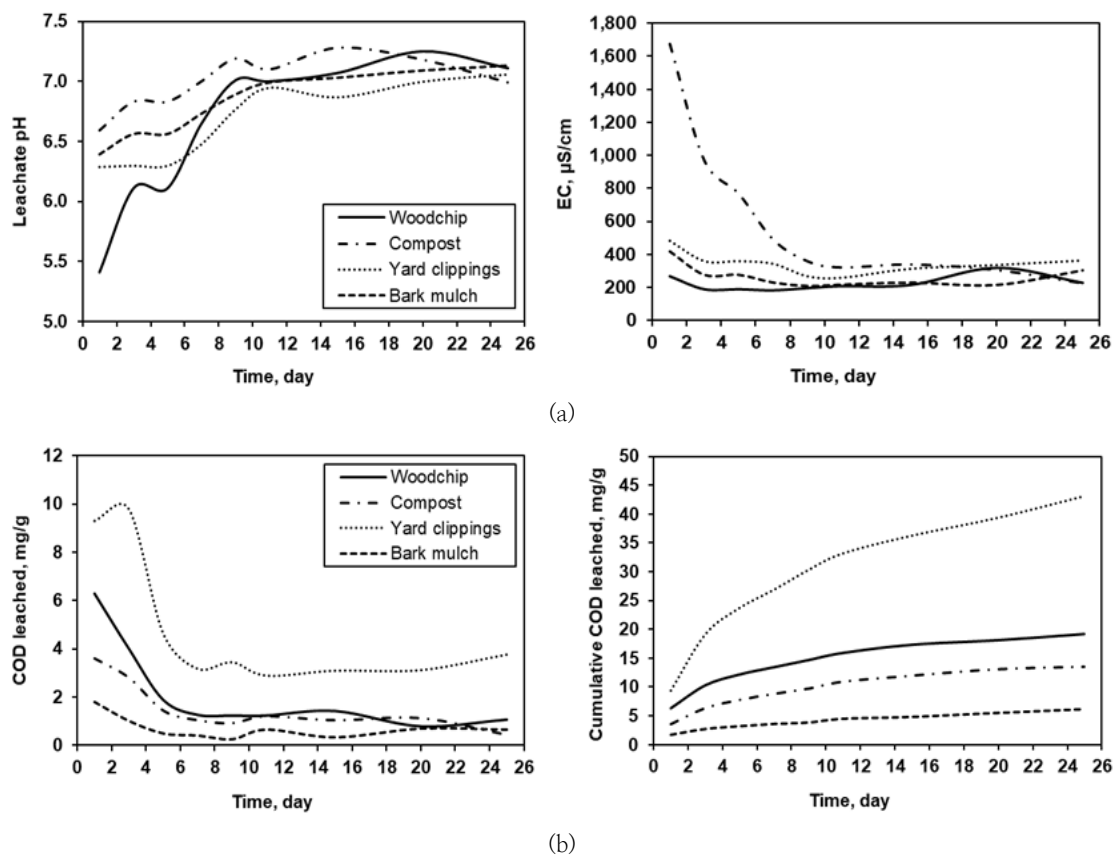 7.5
7.0
6.5
6.0
5.5
5.0
Leachate pH
0 2 4 6 8 10 12 14 16 18 20 22 24 26
Time, day
Woodchip
Compost
Yard clippings
Bark mulch
1,800
1,600
1,400
1,200
1,000
800
600
400
200
0
EC, µS/cm
0 2 4 6 8 10 12 14 16 18 20 22 24 26
Time, day
(a)
12
10
8
6
4
2
0
COD leached, mg/g
0 2 4 6 8 10 12 14 16 18 20 22 24 26
Time, day
Woodchip
Compost
Yard clippings
Bark mulch
50
45
40
35
30
25
20
15
10
5
0
Cumulative COD leached, mg/g
0 2 4 6 8 10 12 14 16 18 20 22 24 26
Time, day
(b)